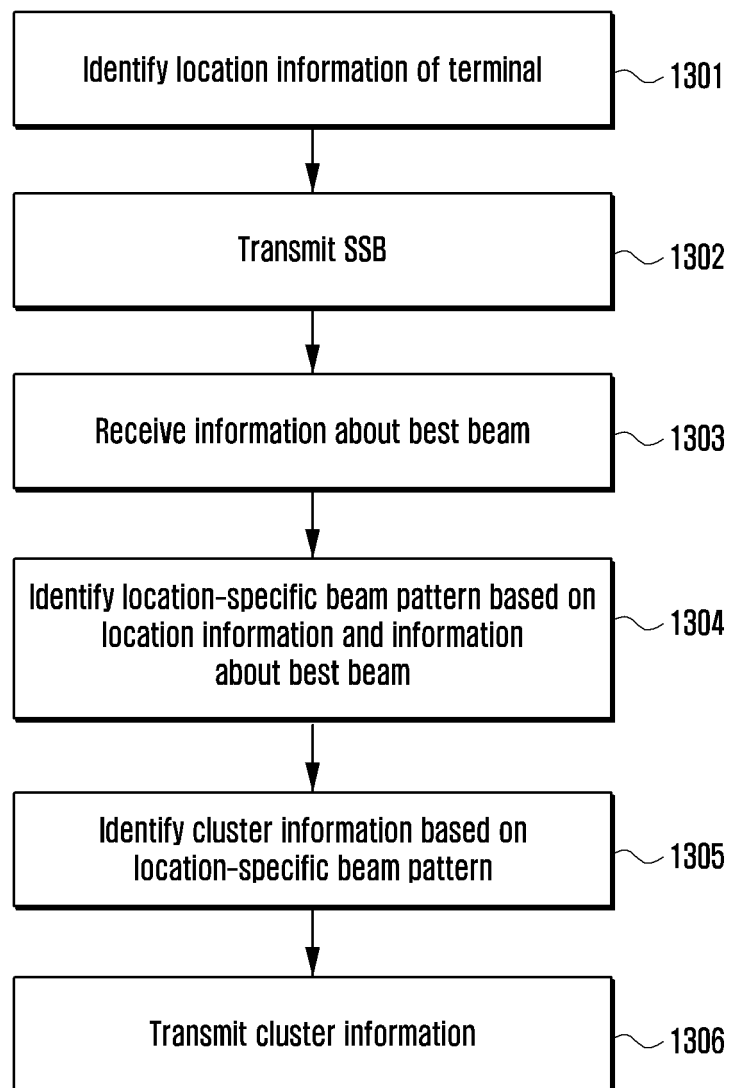 Identify location information of terminal
1301
Transmit SSB
1302
Receive information about best beam
1303
Identify location-specific beam pattern based on
location information and information
about best beam
1304
Identify cluster information based on
location-specific beam pattern
1305
Transmit cluster information
1306